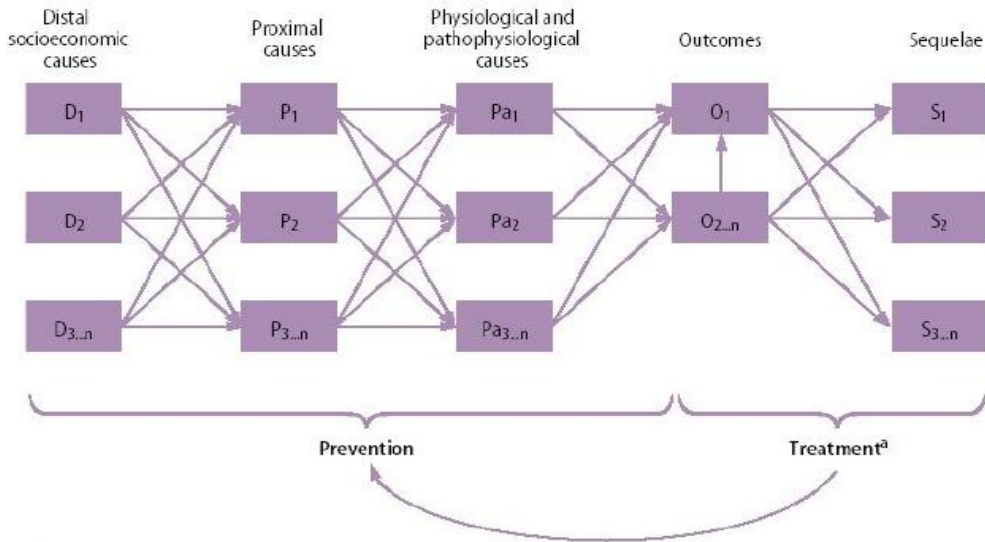 Distal
socioeconomic
causes
Proximal
causes
Physiological and
pathophysiological
causes
Outcomes
Sequelae
D₁
P₁
Pa₁
O₁
S₁
D₂
P₂
Pa₂
O₂...ₙ
S₂
D₃...ₙ
P₃...ₙ
Pa₃...ₙ
S₃...ₙ
Prevention
Treatmentᵃ